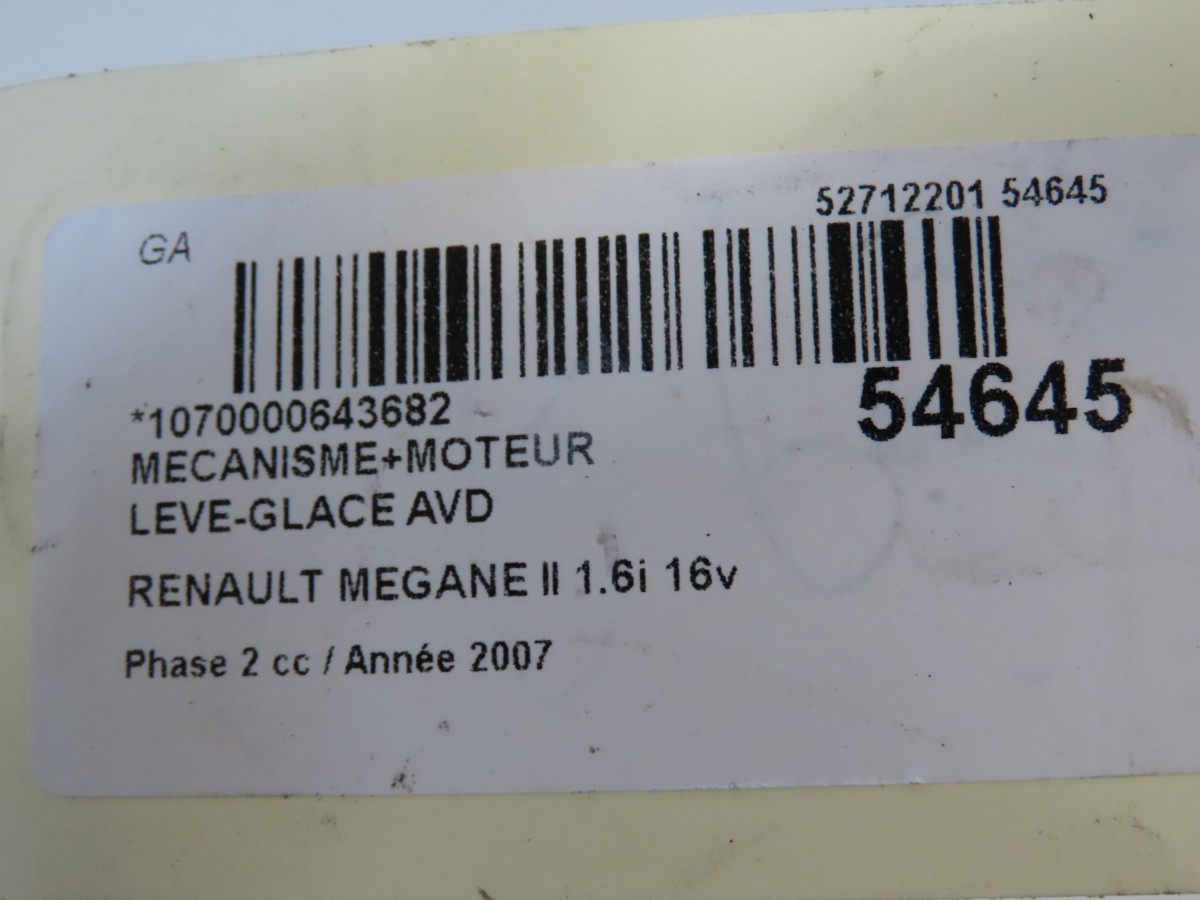 52712201 54645
GA
54645
*1070000643682
MECANISME+MOTEUR
LEVE-GLACE AVD
RENAULT MEGANE II 1.6i 16v
Phase 2 cc / Année 2007